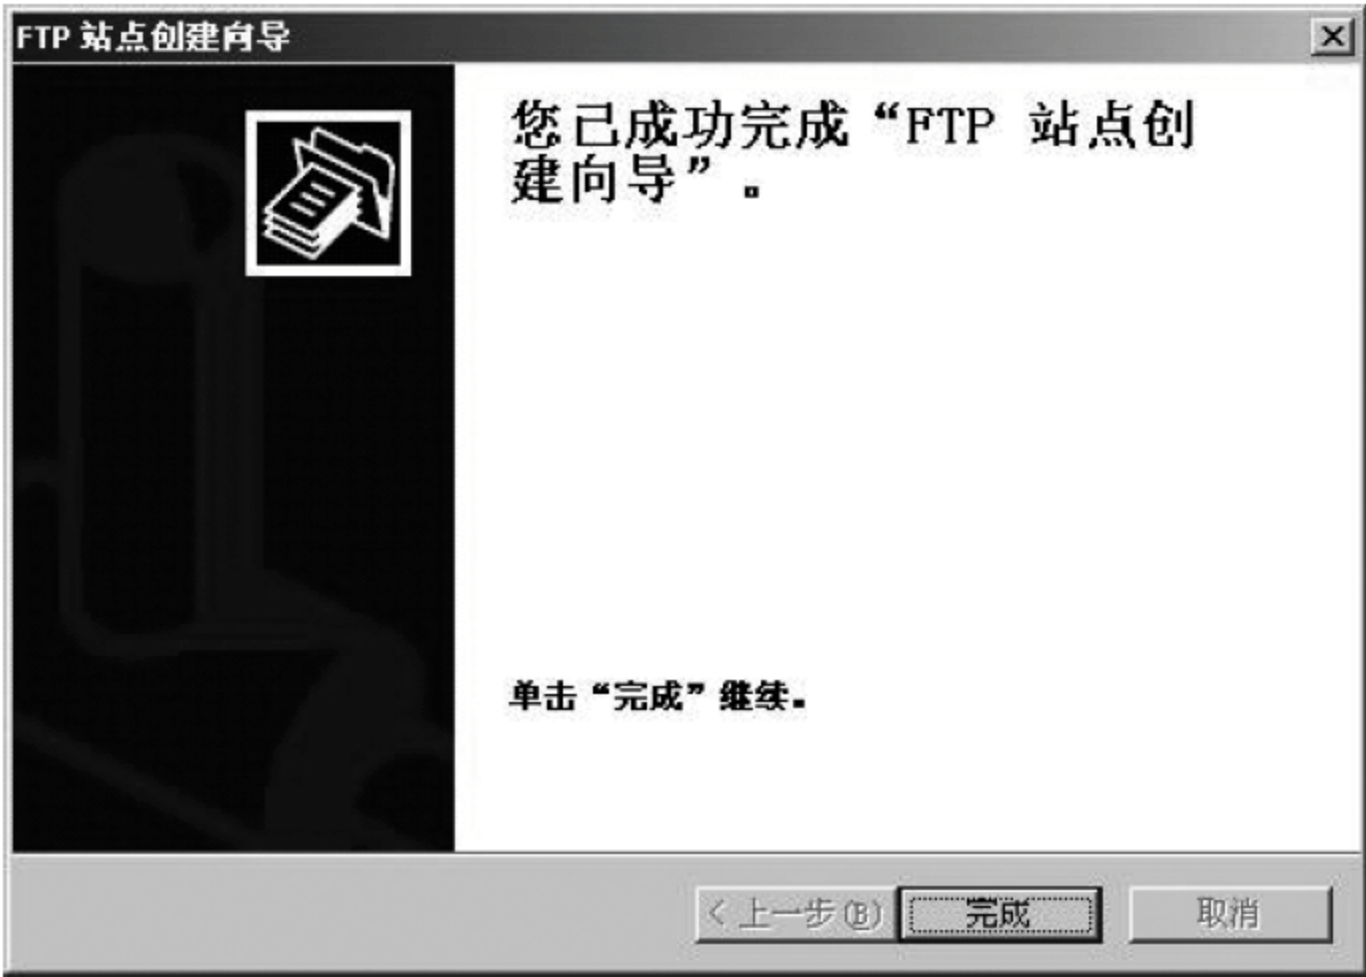 FTP 站点创建向导
您已成功完成“FTP 站点创
建向导”。
单击“完成”继续。
< 上一步(B)
完成
取消